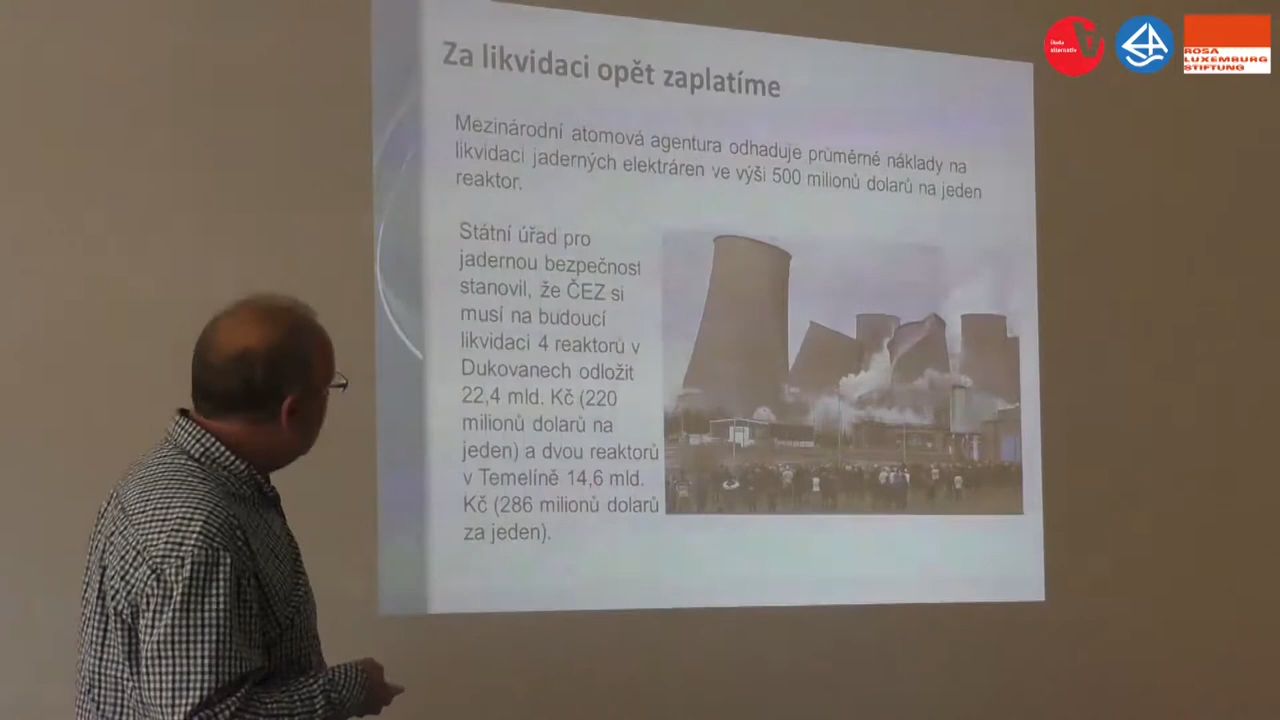 Za likvidaci opět zaplatíme
Mezinárodní atomová agentura odhaduje průměrné náklady na
likvidaci jaderných elektráren ve výši 500 milionů dolarů na jeden
reaktor.
Státní úřad pro
jadernou bezpečnost
stanovil, že ČEZ si
musí na budoucí
likvidaci 4 reaktorů v
Dukovanech odložit
22,4 mld. Kč (220
milionů dolarů na
jeden) a dvou reaktorů
v Temelíně 14,6 mld.
Kč (286 milionů dolarů
za jeden).
škola
alternativ
ROSA
LUXEMBURG
STIFTUNG